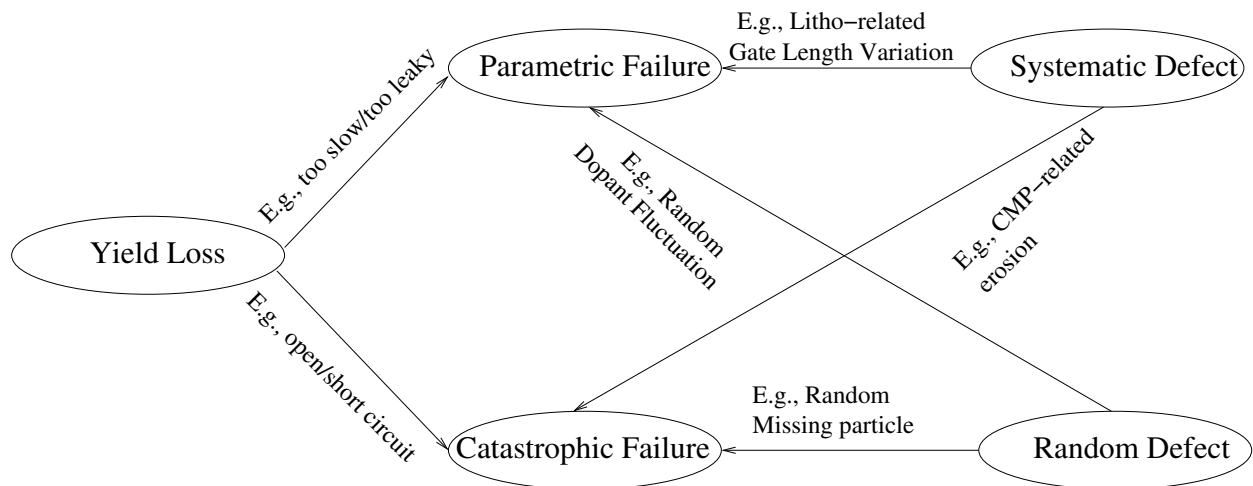 E.g., Litho−related
Gate Length Variation
Parametric Failure
Systematic Defect
E.g., too slow/too leaky
E.g., Random
Dopant Fluctuation
E.g., CMP−related
erosion
Yield Loss
E.g., open/short circuit
E.g., Random
Missing particle
Catastrophic Failure
Random Defect